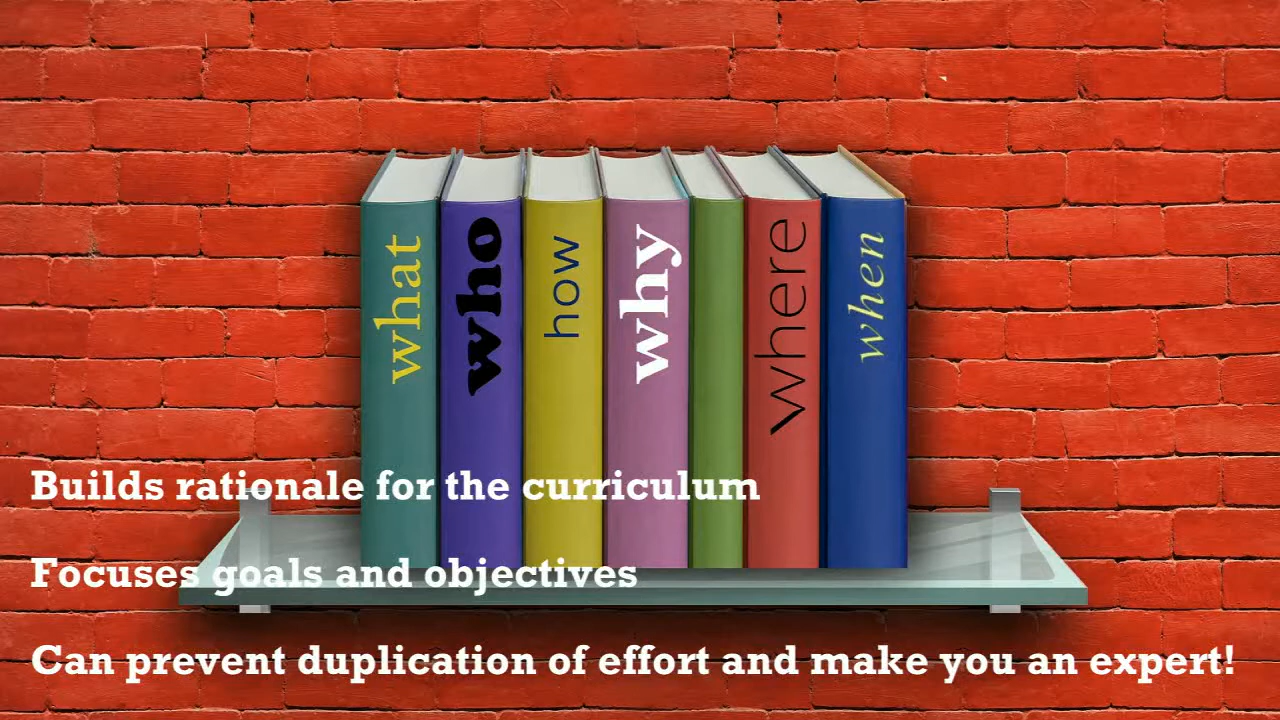 what
who
how
why
where
when
Builds rationale for the curriculum
Focuses goals and objectives
Can prevent duplication of effort and make you an expert!